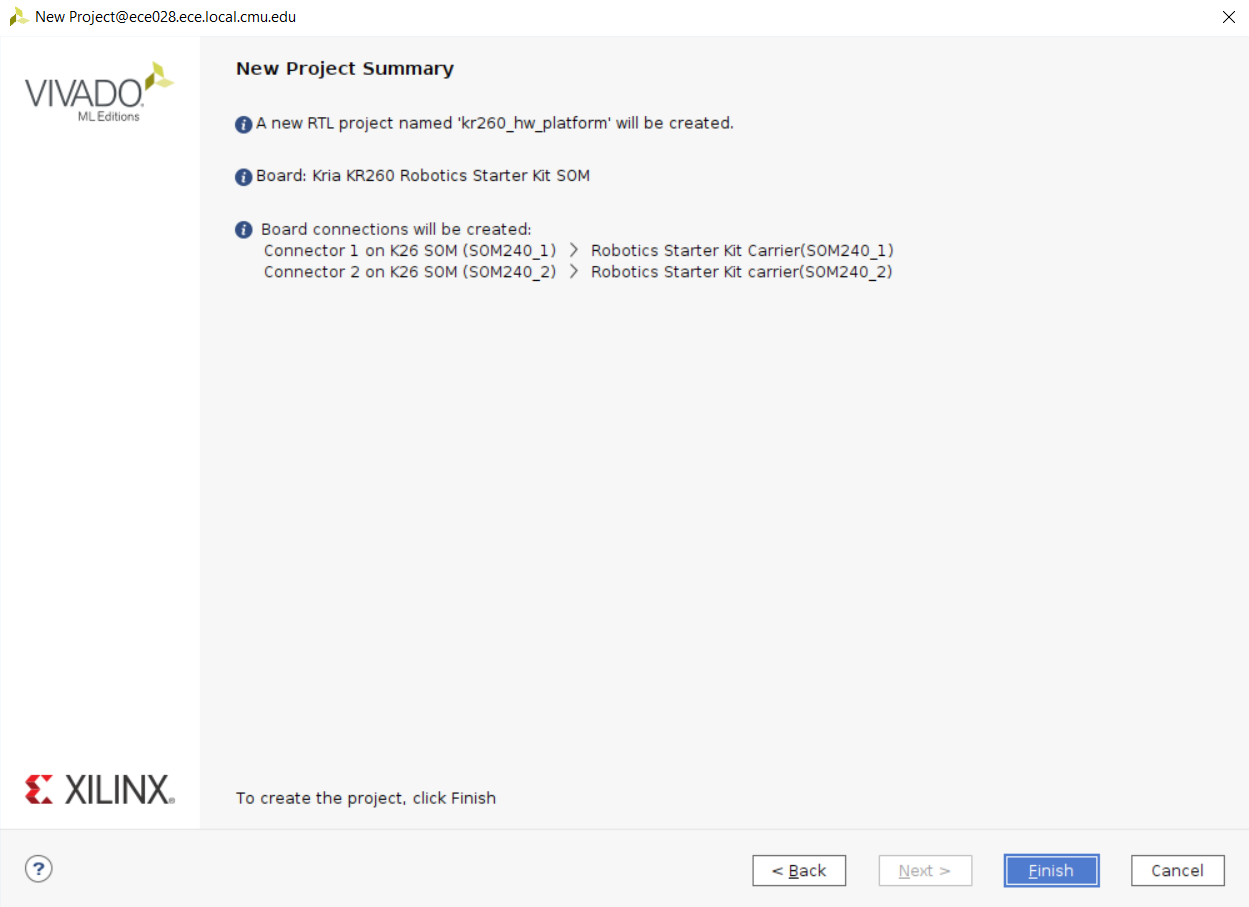 New Project@ece028.ece.local.cmu.edu
VIVADO
ML Editions
New Project Summary
A new RTL project named 'kr260_hw_platform' will be created.
Board: Kria KR260 Robotics Starter Kit SOM
Board connections will be created:
Connector 1 on K26 SOM (SOM240_1) > Robotics Starter Kit Carrier(SOM240_1)
Connector 2 on K26 SOM (SOM240_2) > Robotics Starter Kit carrier(SOM240_2)
XILINX
To create the project, click Finish
?
< Back
Next >
Finish
Cancel